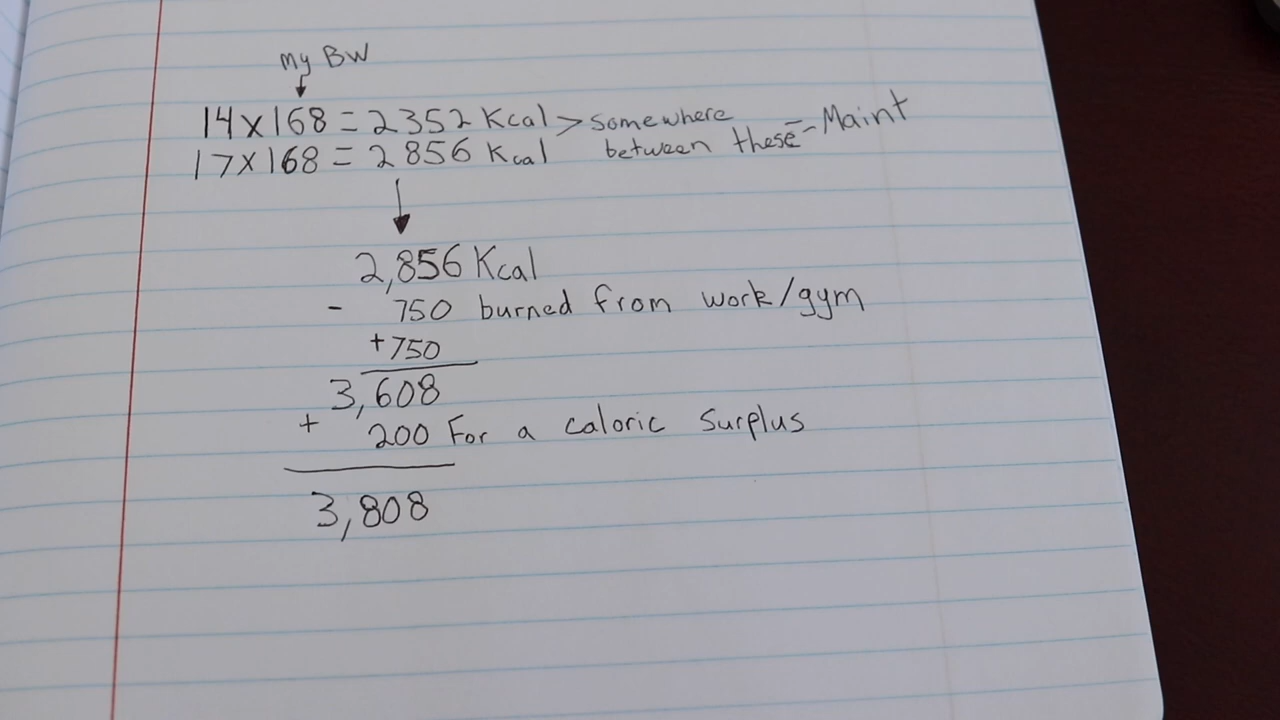 my BW
14x168 = 2352 Kcal > somewhere
17x168 = 2856 Kcal between these - Maint
2,856 Kcal
- 750 burned from work/gym
+750
3,608
+ 200 For a caloric surplus
3,808